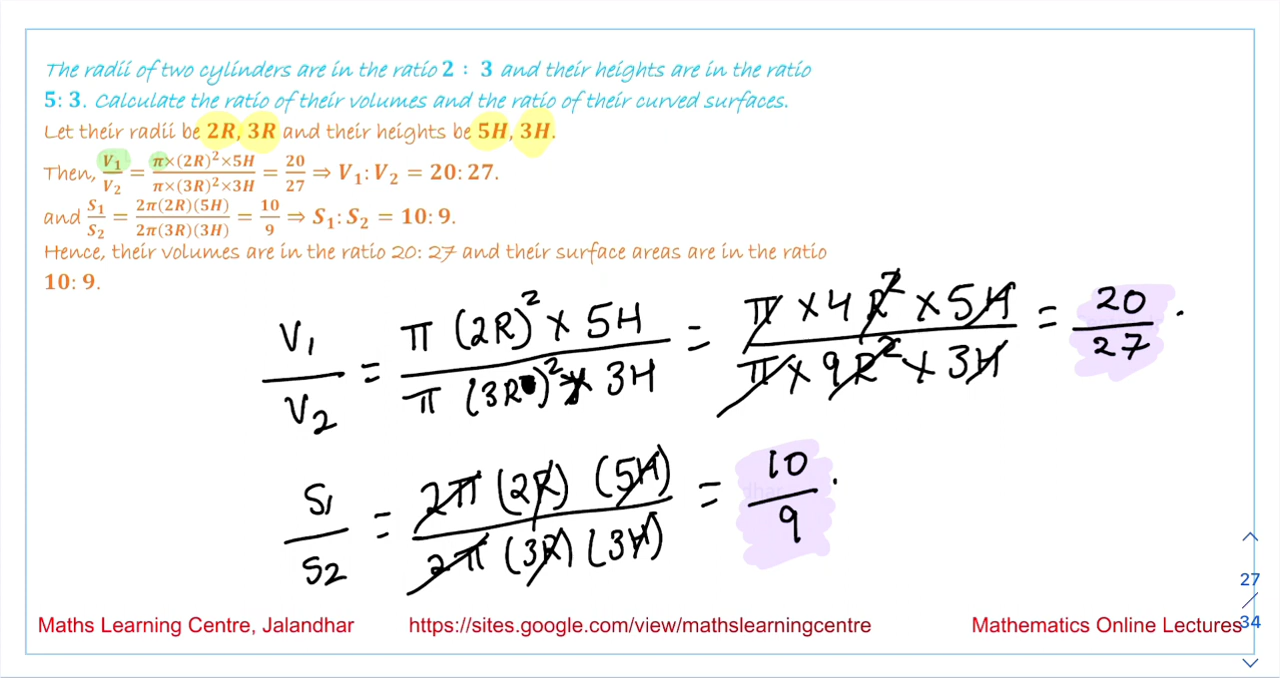 The radii of two cylinders are in the ratio 2 : 3 and their heights are in the ratio
5: 3. Calculate the ratio of their volumes and the ratio of their curved surfaces.
Let their radii be 2R, 3R and their heights be 5H, 3H.
Then, V₁/V₂ = π×(2R)²×5H / π×(3R)²×3H = 20/27 ⇒ V₁: V₂ = 20: 27.
and S₁/S₂ = 2π(2R)(5H) / 2π(3R)(3H) = 10/9 ⇒ S₁: S₂ = 10: 9.
Hence, their volumes are in the ratio 20: 27 and their surface areas are in the ratio
10: 9.
V₁/V₂ = π (2R)² × 5H / π (3R)² × 3H = π × 4R² × 5H / π × 9R² × 3H = 20/27 .
S₁/S₂ = 2π (2R) (5H) / 2π (3R) (3H) = 10/9 .
27
/
34
Maths Learning Centre, Jalandhar https://sites.google.com/view/mathslearningcentre Mathematics Online Lectures